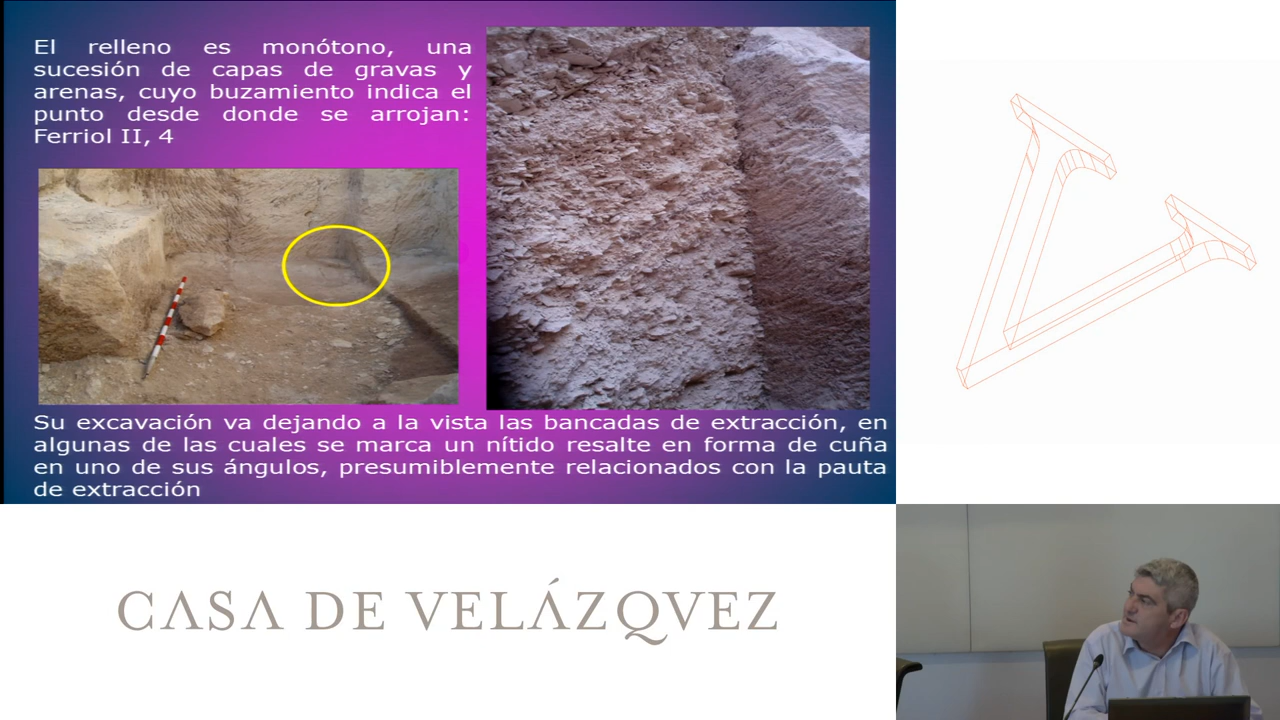 El relleno es monótono, una
sucesión de capas de gravas y
arenas, cuyo buzamiento indica el
punto desde donde se arrojan:
Ferriol II, 4
Su excavación va dejando a la vista las bancadas de extracción, en
algunas de las cuales se marca un nítido resalte en forma de cuña
en uno de sus ángulos, presumiblemente relacionados con la pauta
de extracción
CASA DE VELÁZQVEZ